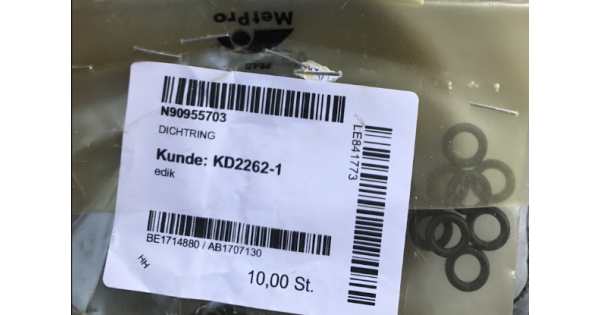 MetPro
N90955703
DICHTRING
Kunde: KD2262-1
edik
BE1714880 / AB1707130
HH
10,00 St.
LE841773